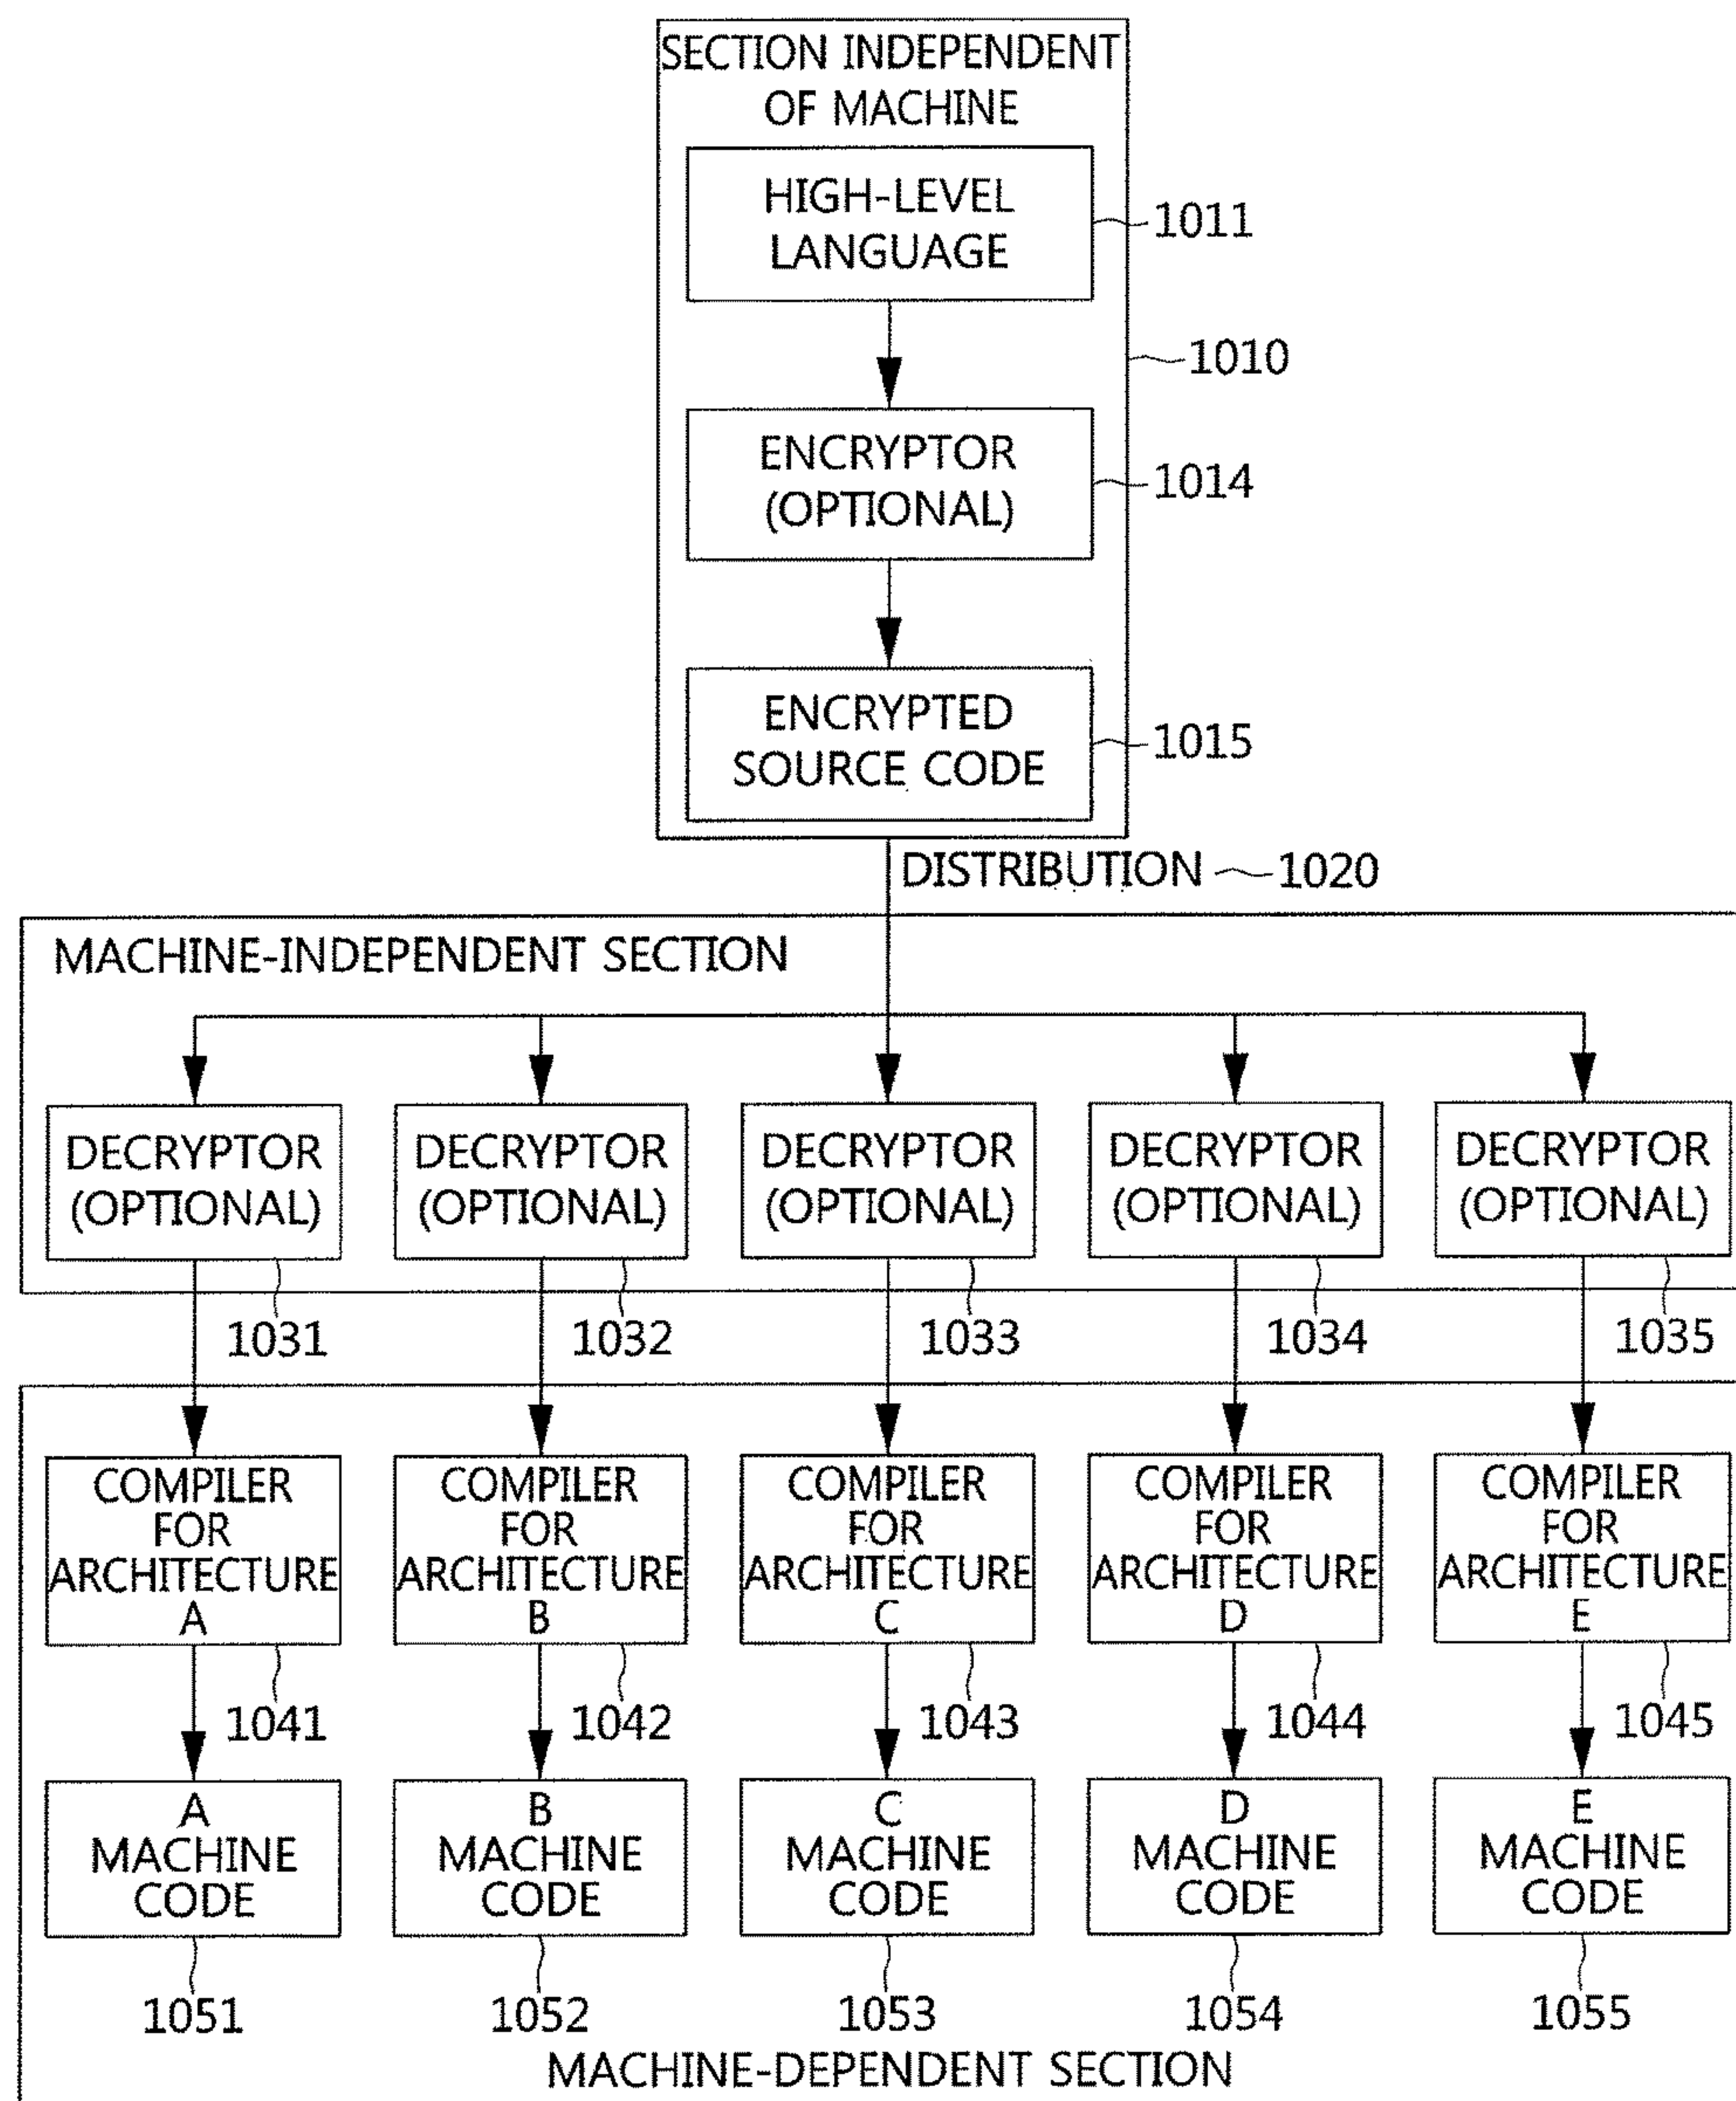 SECTION INDEPENDENT
OF MACHINE
HIGH-LEVEL
LANGUAGE
1011
1010
ENCRYPTOR
(OPTIONAL)
1014
ENCRYPTED
SOURCE CODE
1015
DISTRIBUTION
1020
MACHINE-INDEPENDENT SECTION
DECRYPTOR
(OPTIONAL)
DECRYPTOR
(OPTIONAL)
DECRYPTOR
(OPTIONAL)
DECRYPTOR
(OPTIONAL)
DECRYPTOR
(OPTIONAL)
1031
1032
1033
1034
1035
COMPILER
FOR
ARCHITECTURE
A
COMPILER
FOR
ARCHITECTURE
B
COMPILER
FOR
ARCHITECTURE
C
COMPILER
FOR
ARCHITECTURE
D
COMPILER
FOR
ARCHITECTURE
E
1041
1042
1043
1044
1045
A
MACHINE
CODE
B
MACHINE
CODE
C
MACHINE
CODE
D
MACHINE
CODE
E
MACHINE
CODE
1051
1052
1053
1054
1055
MACHINE-DEPENDENT SECTION